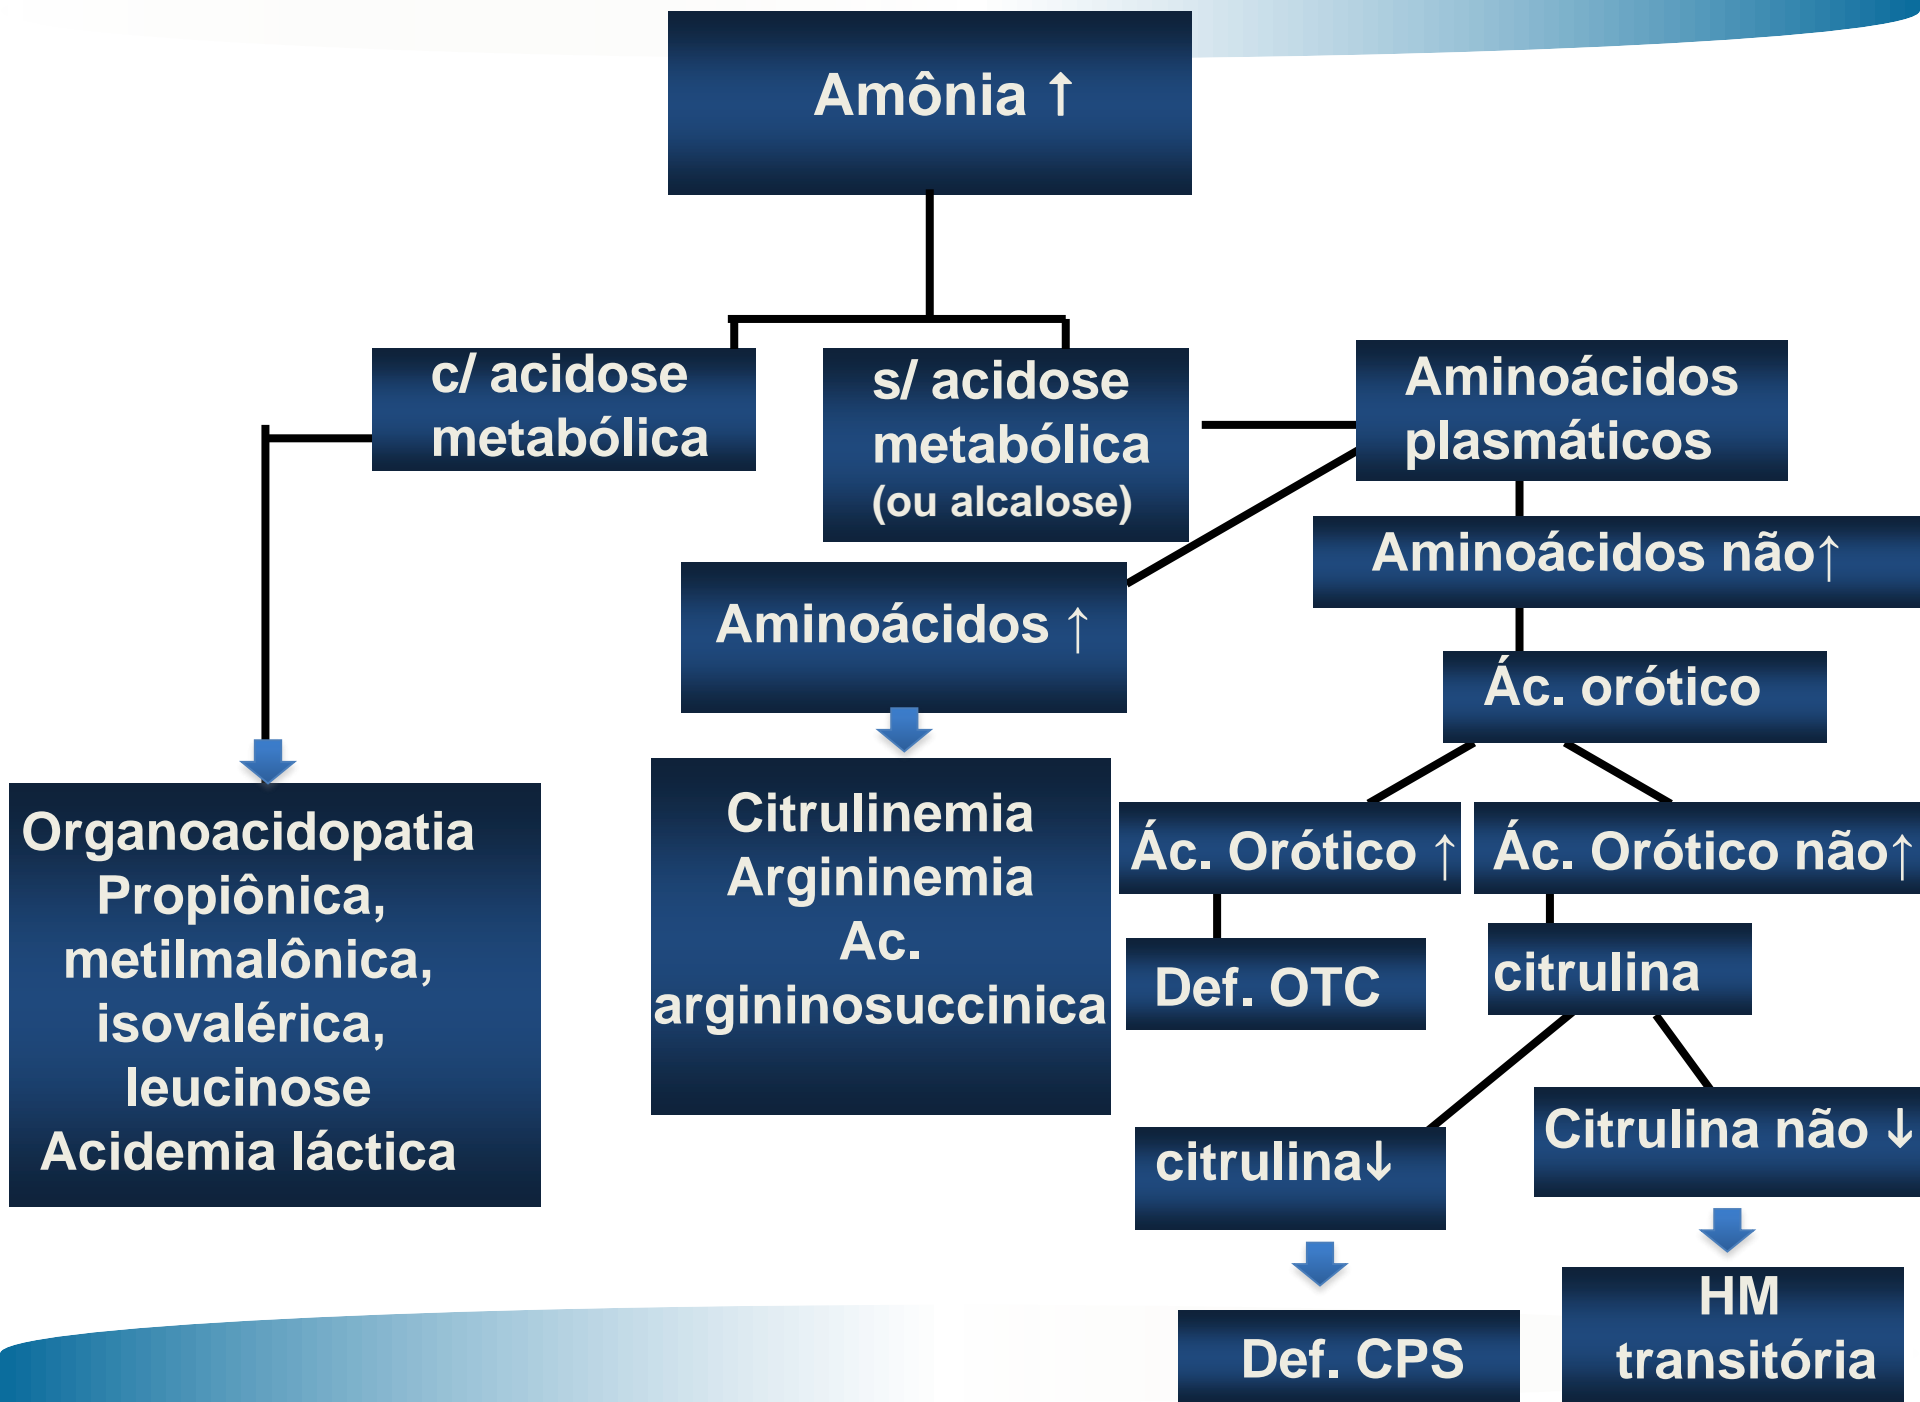 Amônia ↑
c/ acidose
metabólica
s/ acidose
metabólica
(ou alcalose)
Aminoácidos
plasmáticos
Aminoácidos não↑
Aminoácidos ↑
Ác. orótico
Organoacidopatia
Propiônica,
metilmalônica,
isovalérica,
leucinose
Acidemia láctica
Citrulinemia
Argininemia
Ac.
argininosuccinica
Ác. Orótico ↑
Ác. Orótico não↑
Def. OTC
citrulina
citrulina↓
Citrulina não ↓
Def. CPS
HM
transitória